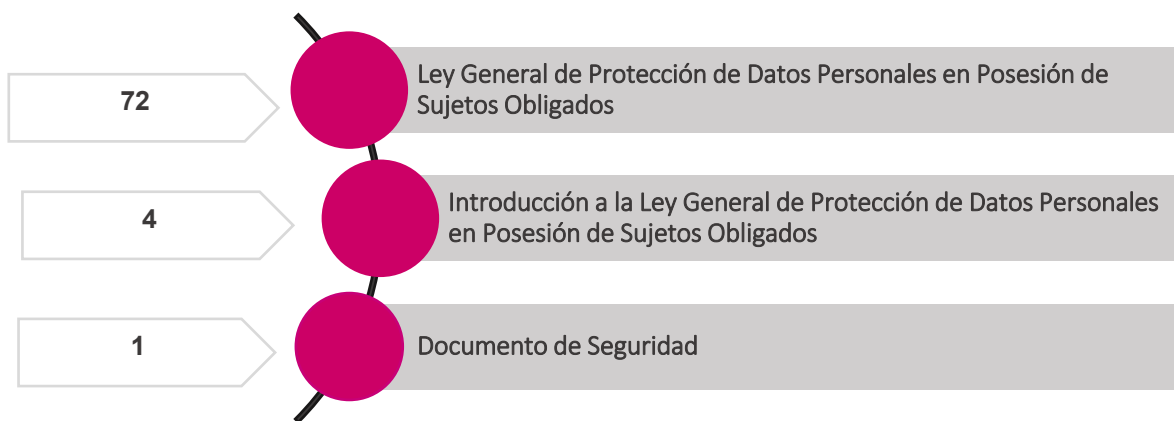 72
Ley General de Protección de Datos Personales en Posesión de
Sujetos Obligados
4
Introducción a la Ley General de Protección de Datos Personales
en Posesión de Sujetos Obligados
1
Documento de Seguridad